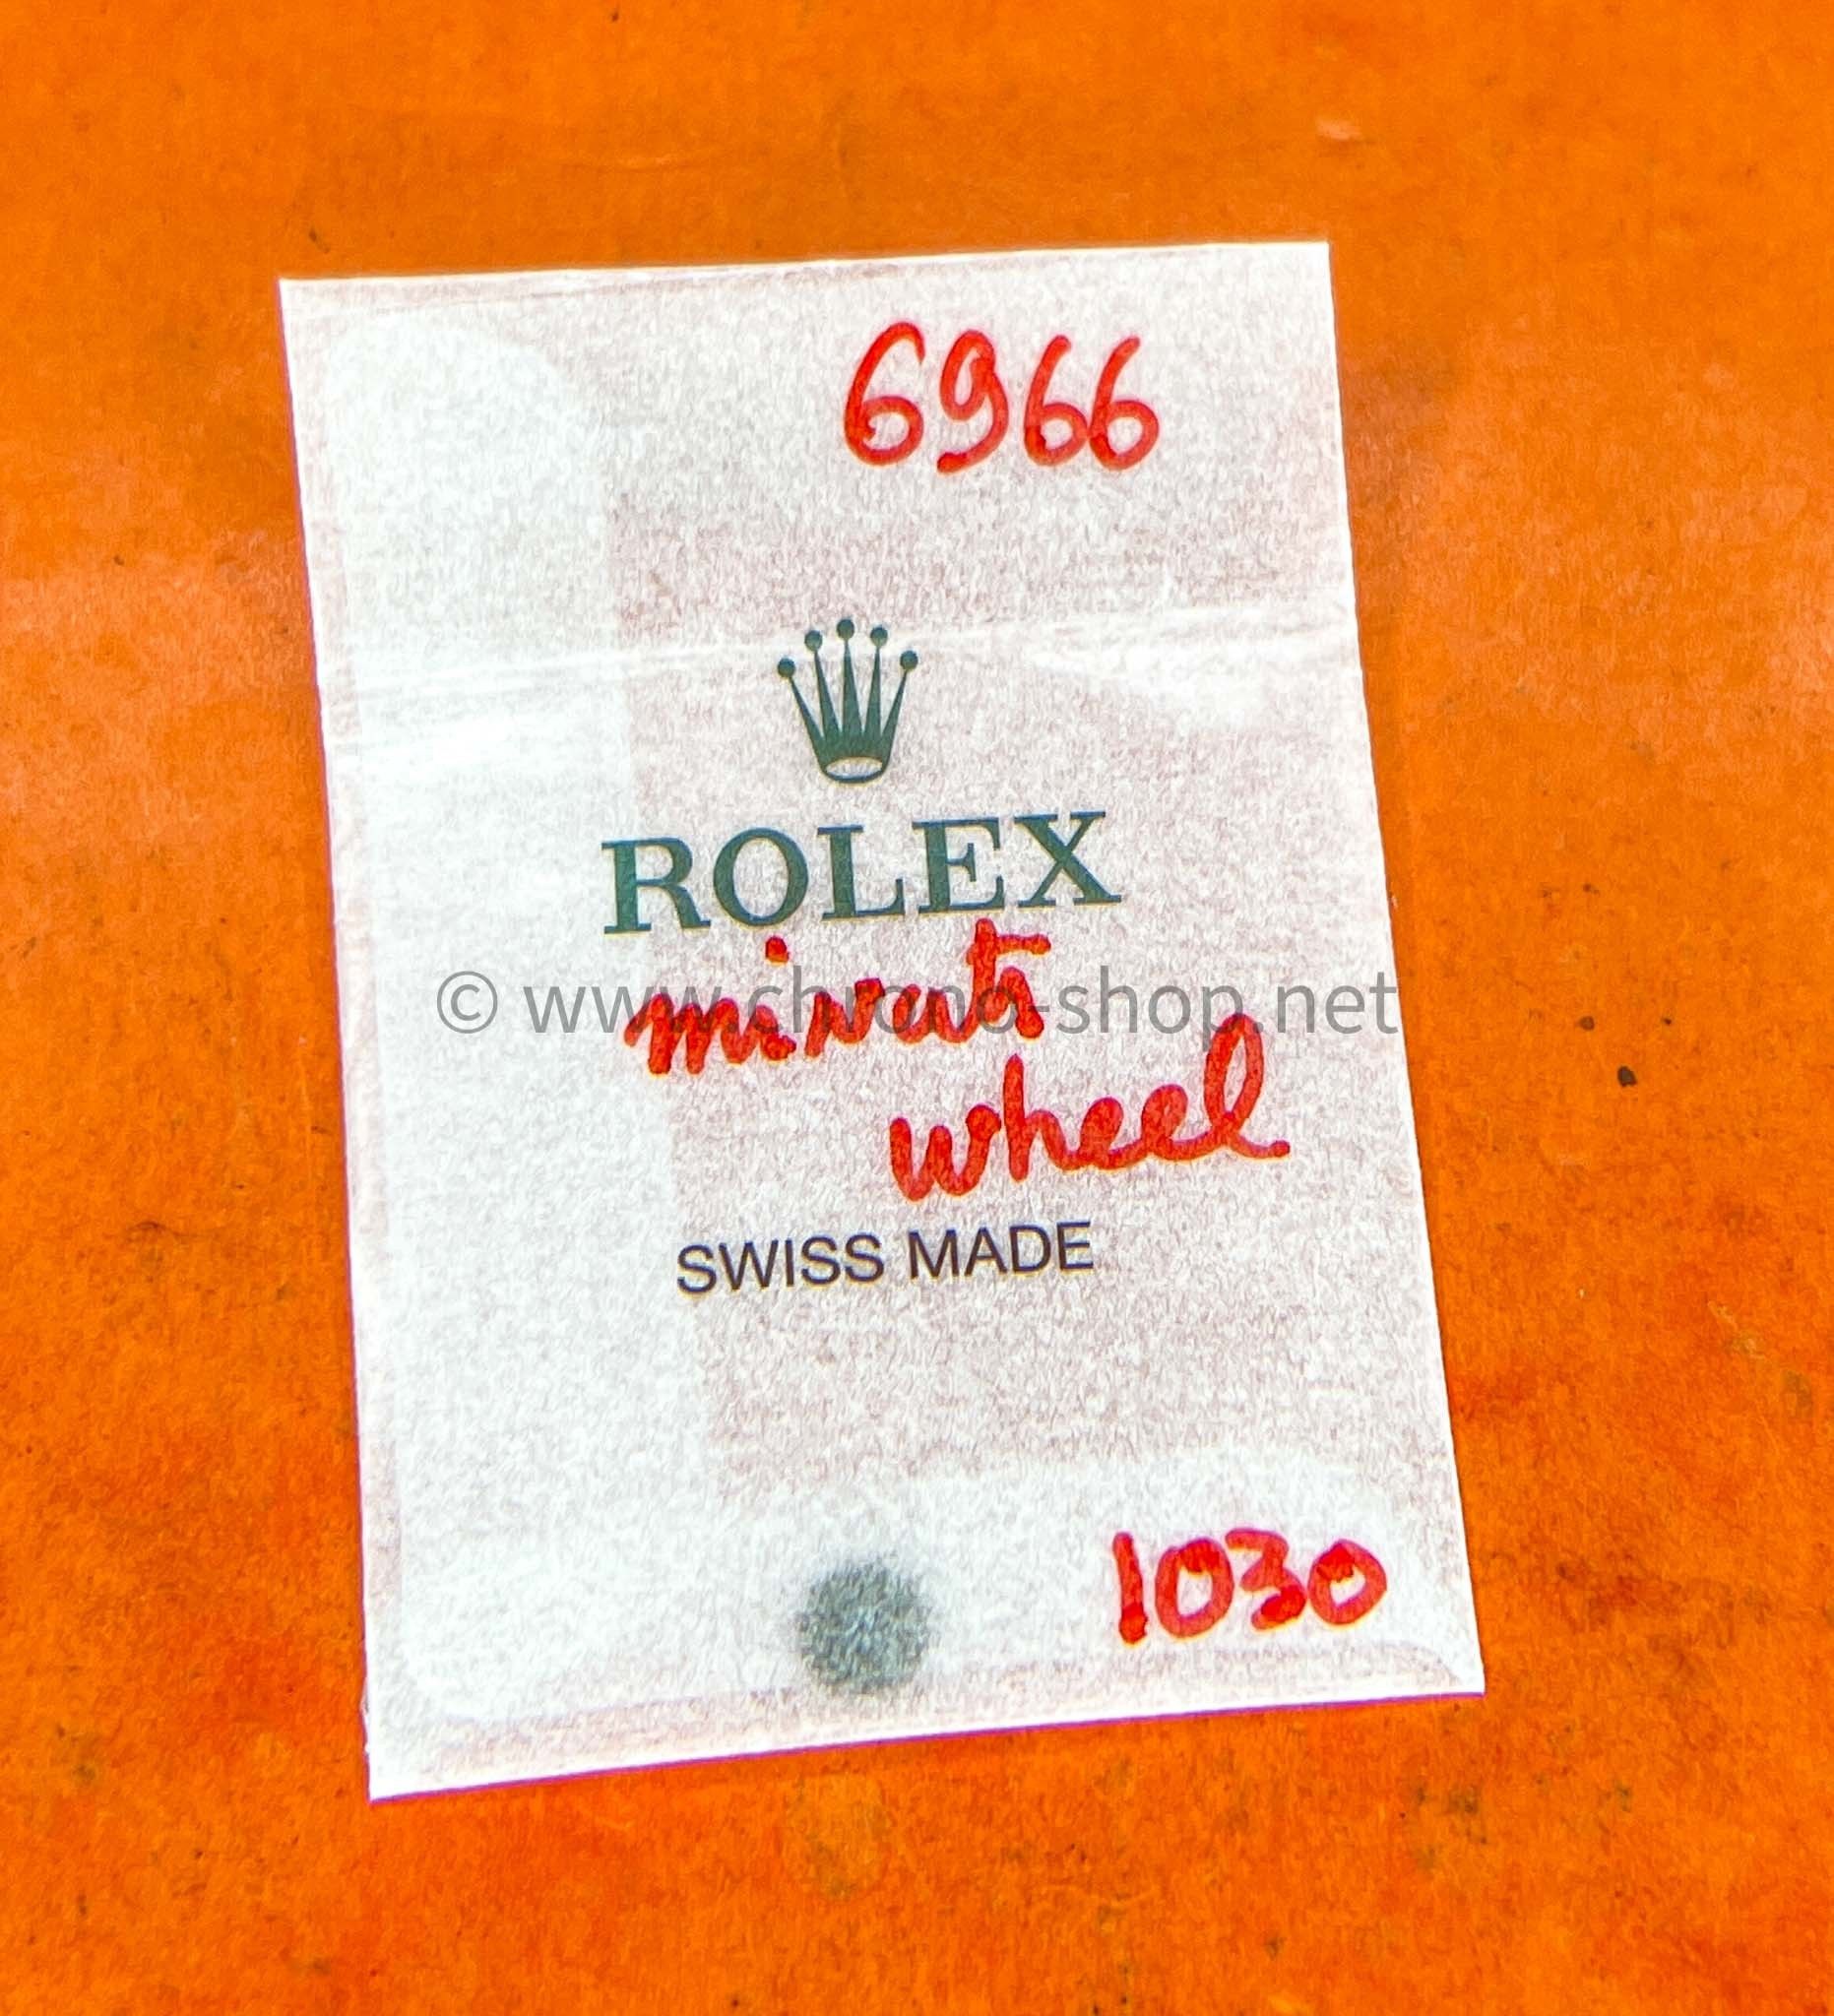 6966
ROLEX
minute
© www.chrono-shop.net
wheel
SWISS MADE
1030